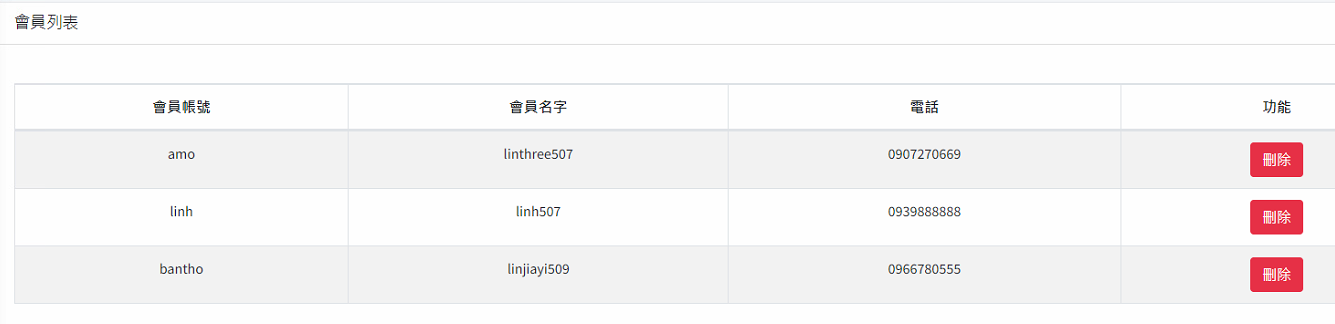 會員列表
會員帳號 會員名字 電話 功能
amo linthree507 0907270669 刪除
linh linh507 0939888888 刪除
bantho linjiayi509 0966780555 刪除